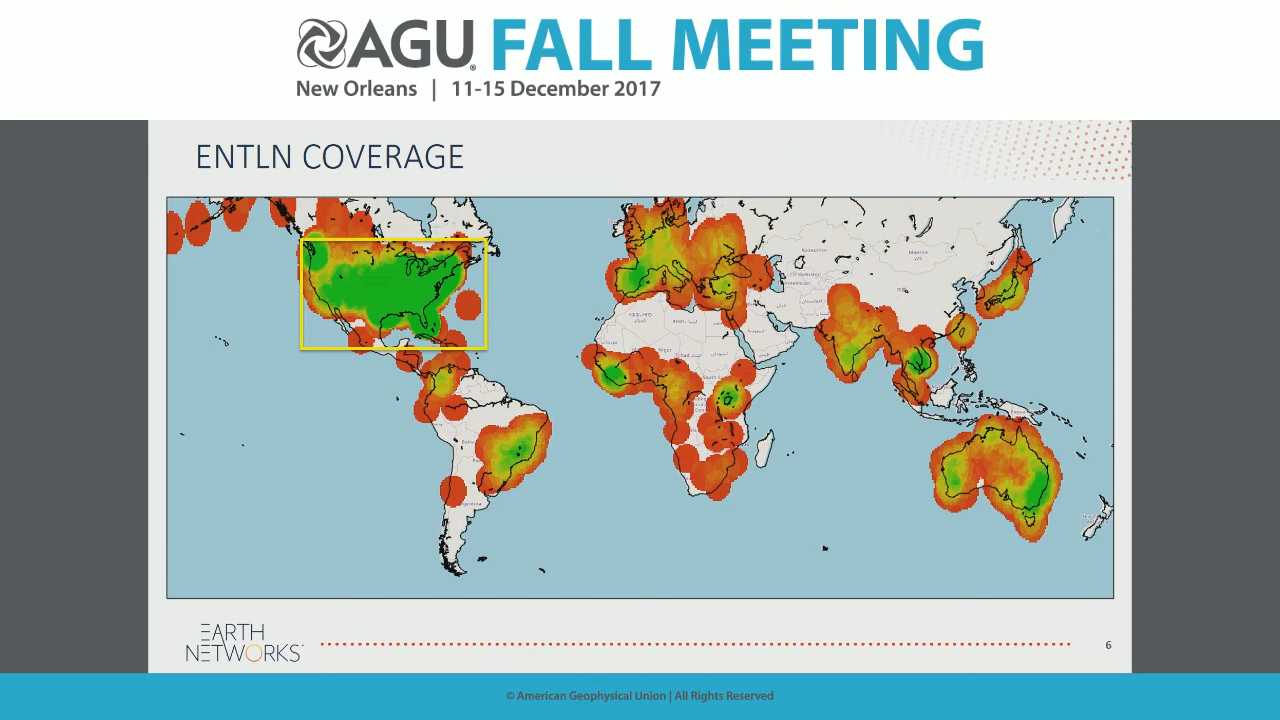 AGU FALL MEETING
New Orleans | 11-15 December 2017
ENTLN COVERAGE
EARTH
NETWORKS
6
© American Geophysical Union | All Rights Reserved